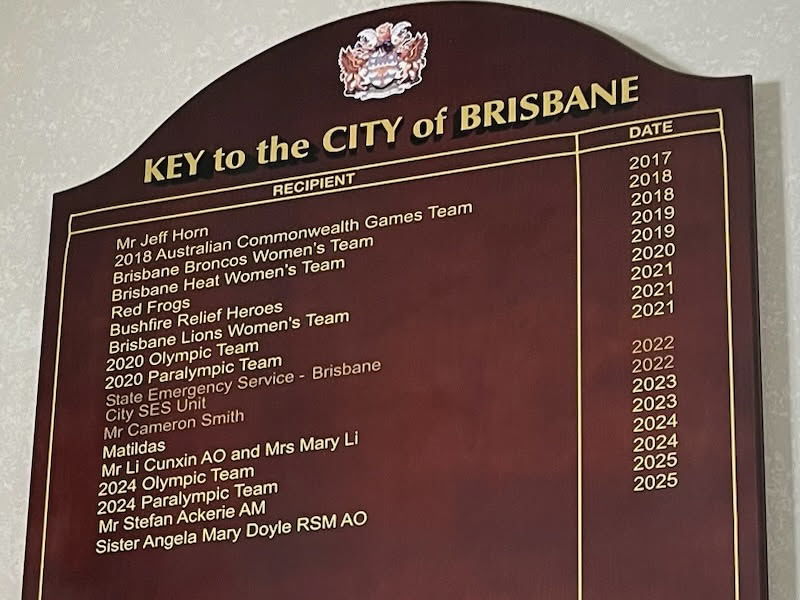 KEY to the CITY of BRISBANE
RECIPIENT DATE
Mr Jeff Horn 2017
2018 Australian Commonwealth Games Team 2018
Brisbane Broncos Women's Team 2018
Brisbane Heat Women's Team 2019
Red Frogs 2019
Bushfire Relief Heroes 2020
Brisbane Lions Women's Team 2021
2020 Olympic Team 2021
2020 Paralympic Team 2021
State Emergency Service - Brisbane
City SES Unit 2022
Mr Cameron Smith 2022
Matildas 2023
Mr Li Cunxin AO and Mrs Mary Li 2023
2024 Olympic Team 2024
2024 Paralympic Team 2024
Mr Stefan Ackerie AM 2025
Sister Angela Mary Doyle RSM AO 2025